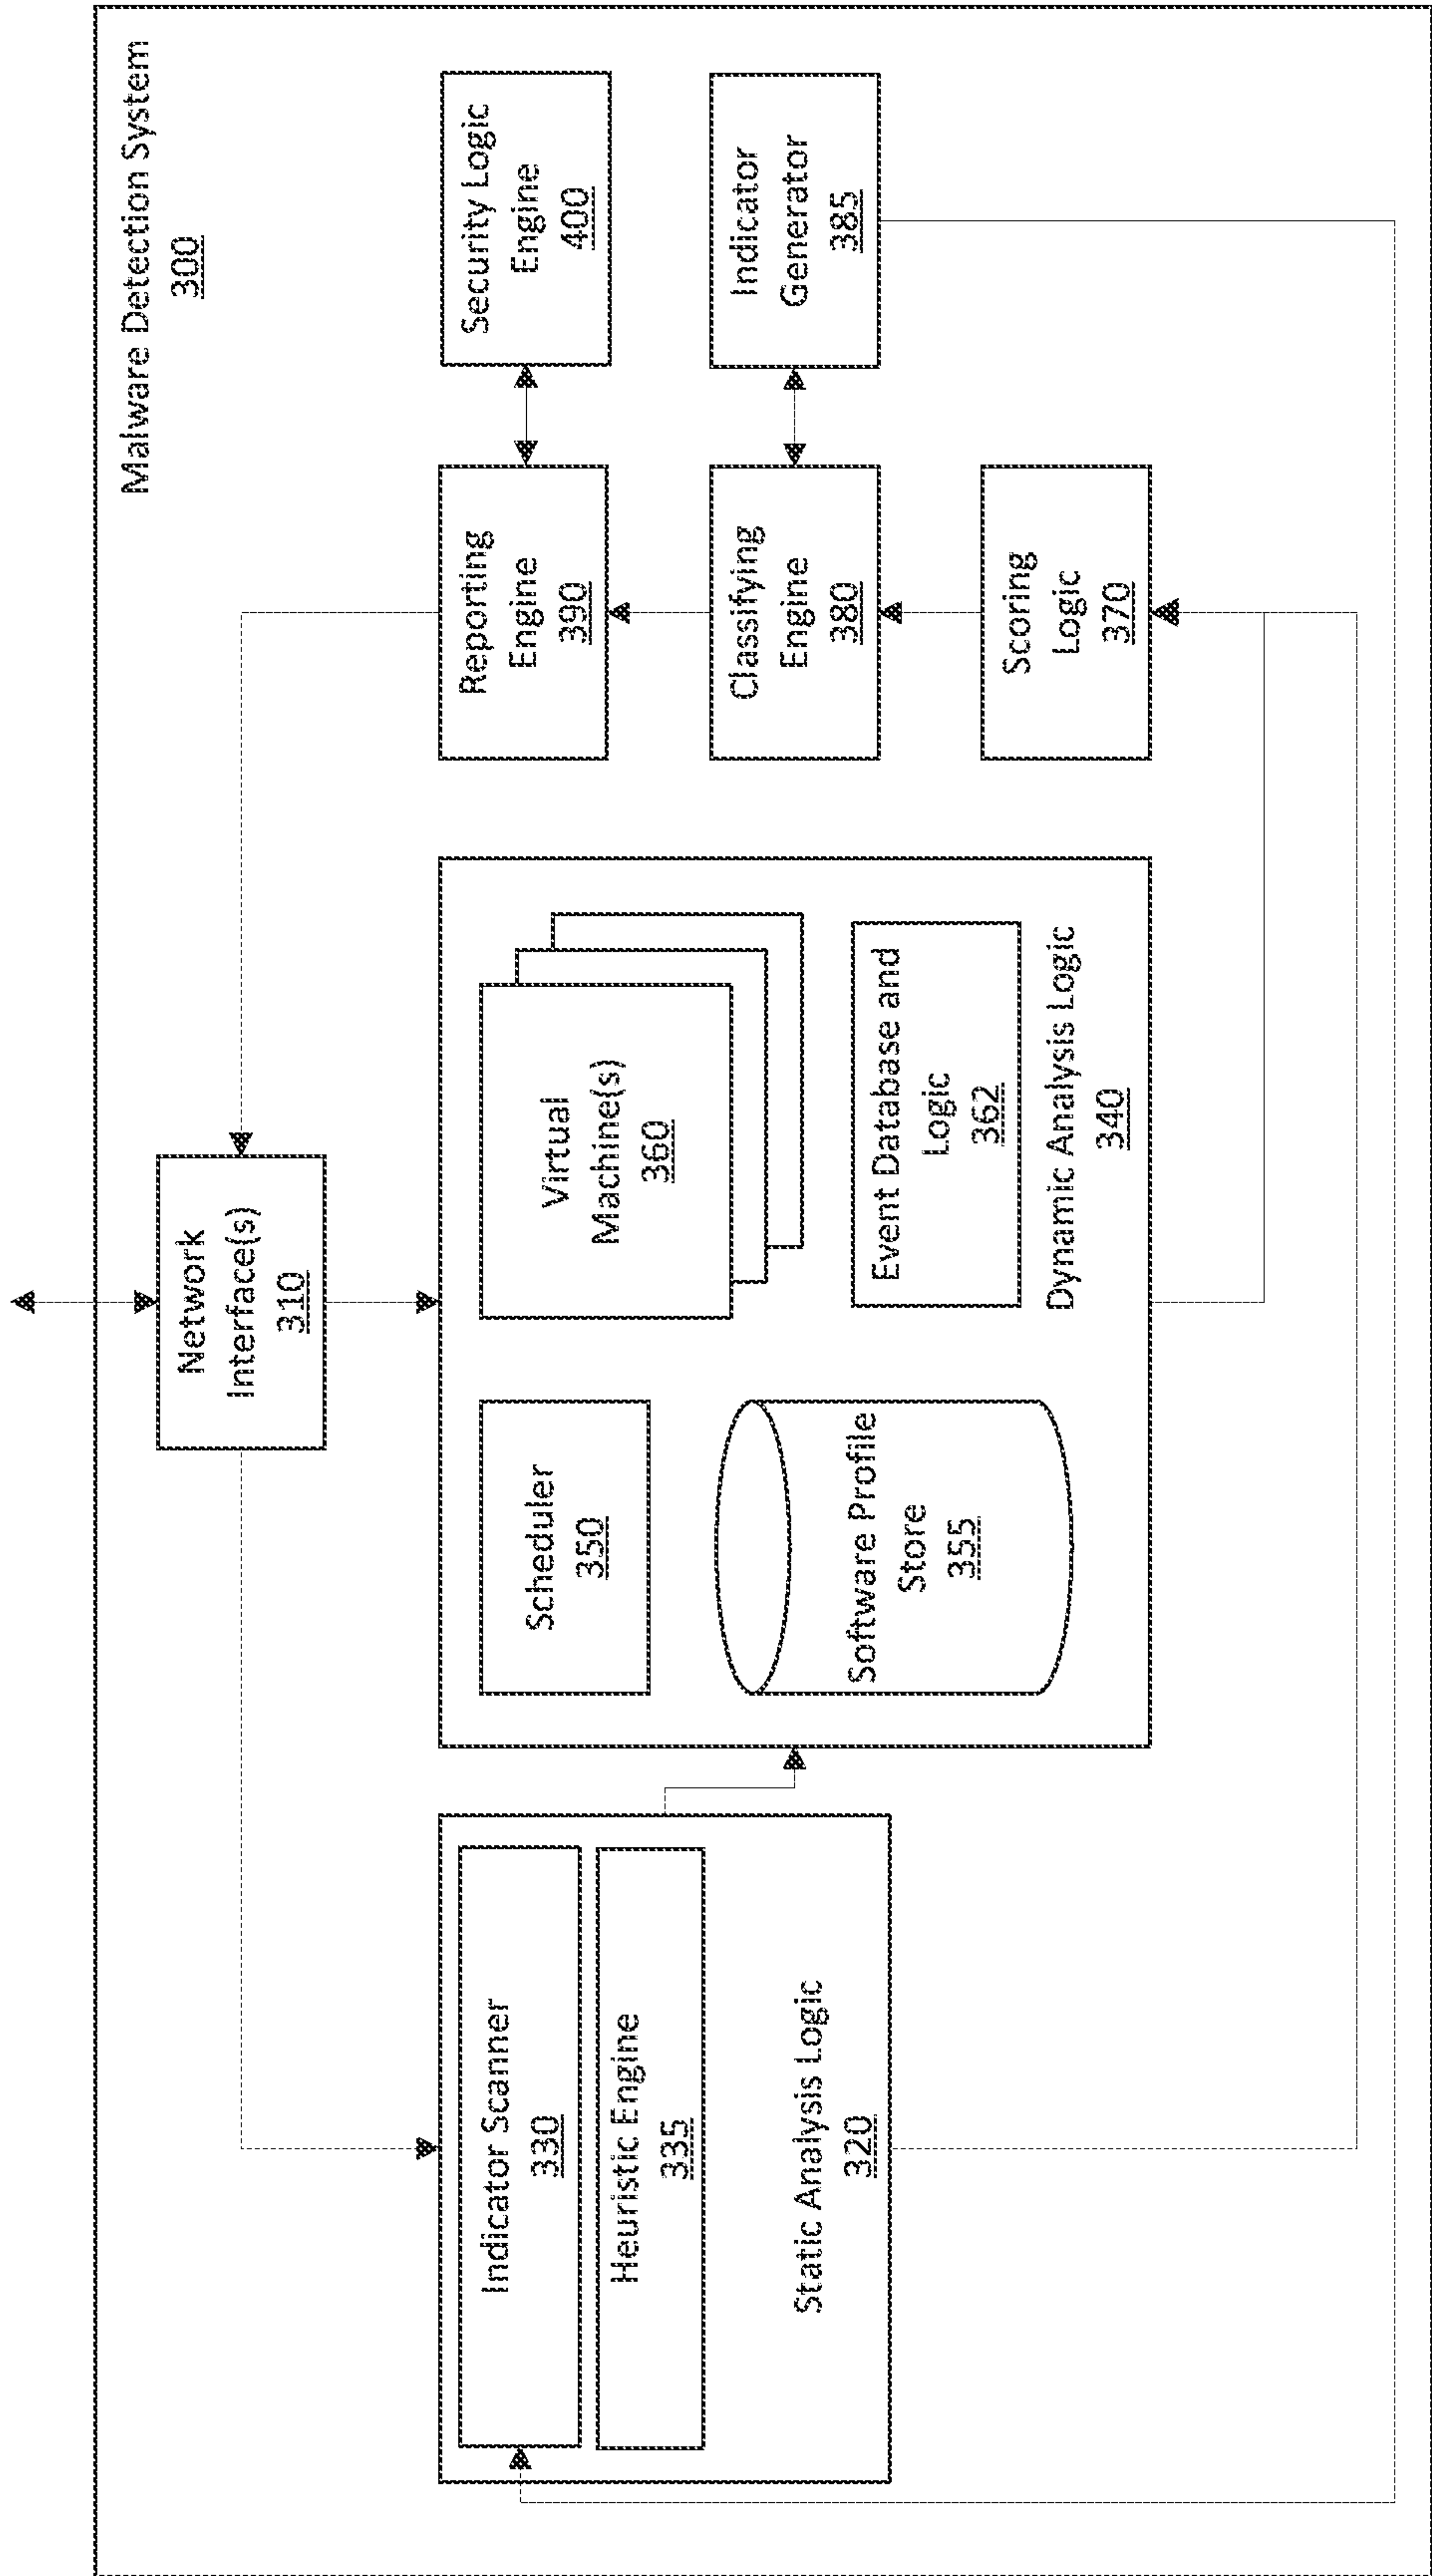 Malware Detection System
300
Network
Interface(s)
310
Indicator Scanner
330
Heuristic Engine
335
Static Analysis Logic
320
Scheduler
350
Software Profile
Store
355
Virtual
Machine(s)
360
Event Database and
Logic
362
Dynamic Analysis Logic
340
Reporting
Engine
390
Classifying
Engine
380
Scoring
Logic
370
Security Logic
Engine
400
Indicator
Generator
385